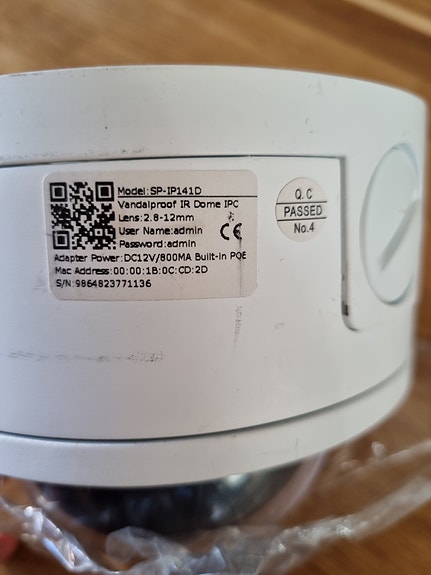 Model:SP-IP141D
Vandalproof IR Dome IPC
Lens:2.8-12mm
User Name:admin
CE
Password:admin
Adapter Power:DC12V/800MA Built-in POE
Mac Address:00:00:1B:0C:CD:2D
S/N:9864823771136
Q.C
PASSED
No.4